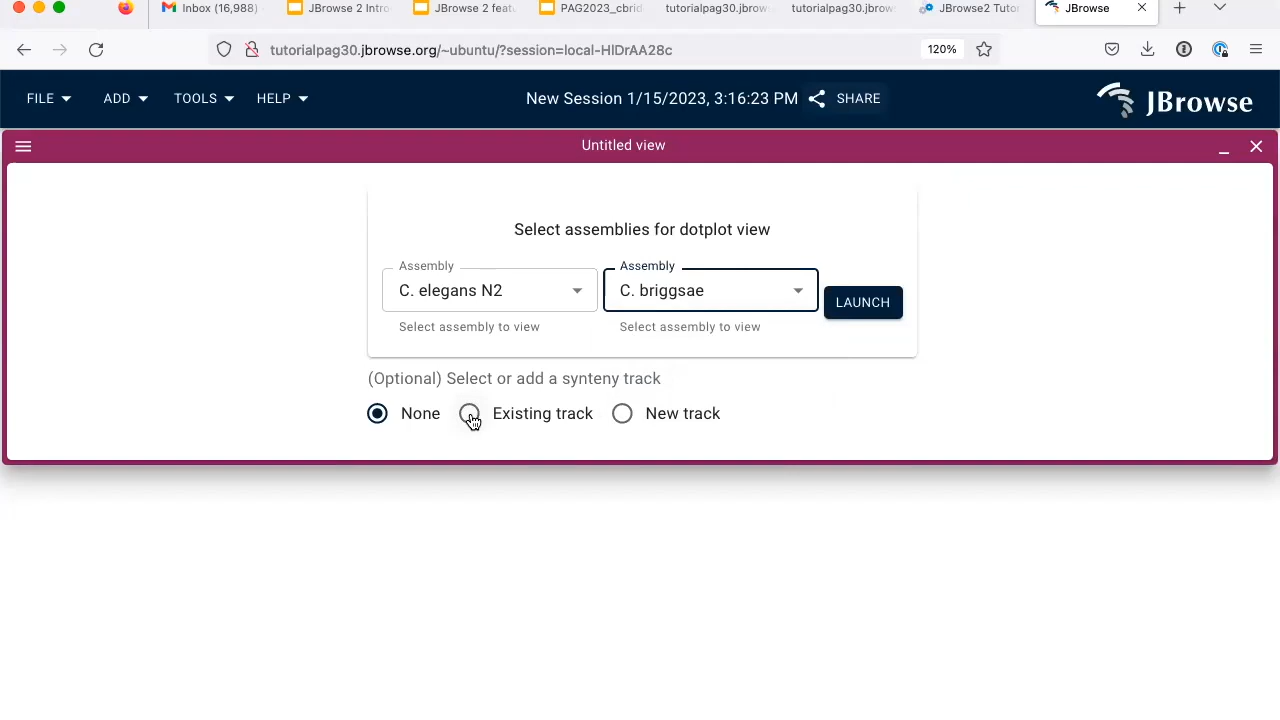 Inbox (16,988)
JBrowse 2 Intro
JBrowse 2 feat
PAG2023_cbrid
tutorialpag30.jbrows
tutorialpag30.jbrows
JBrowse2 Tutor
JBrowse
tutorialpag30.jbrowse.org/~ubuntu/?session=local-HlDrAA28c
120%
FILE ADD TOOLS HELP New Session 1/15/2023, 3:16:23 PM SHARE JBrowse
Untitled view
Select assemblies for dotplot view
Assembly Assembly
C. elegans N2 C. briggsae LAUNCH
Select assembly to view Select assembly to view
(Optional) Select or add a synteny track
None Existing track New track